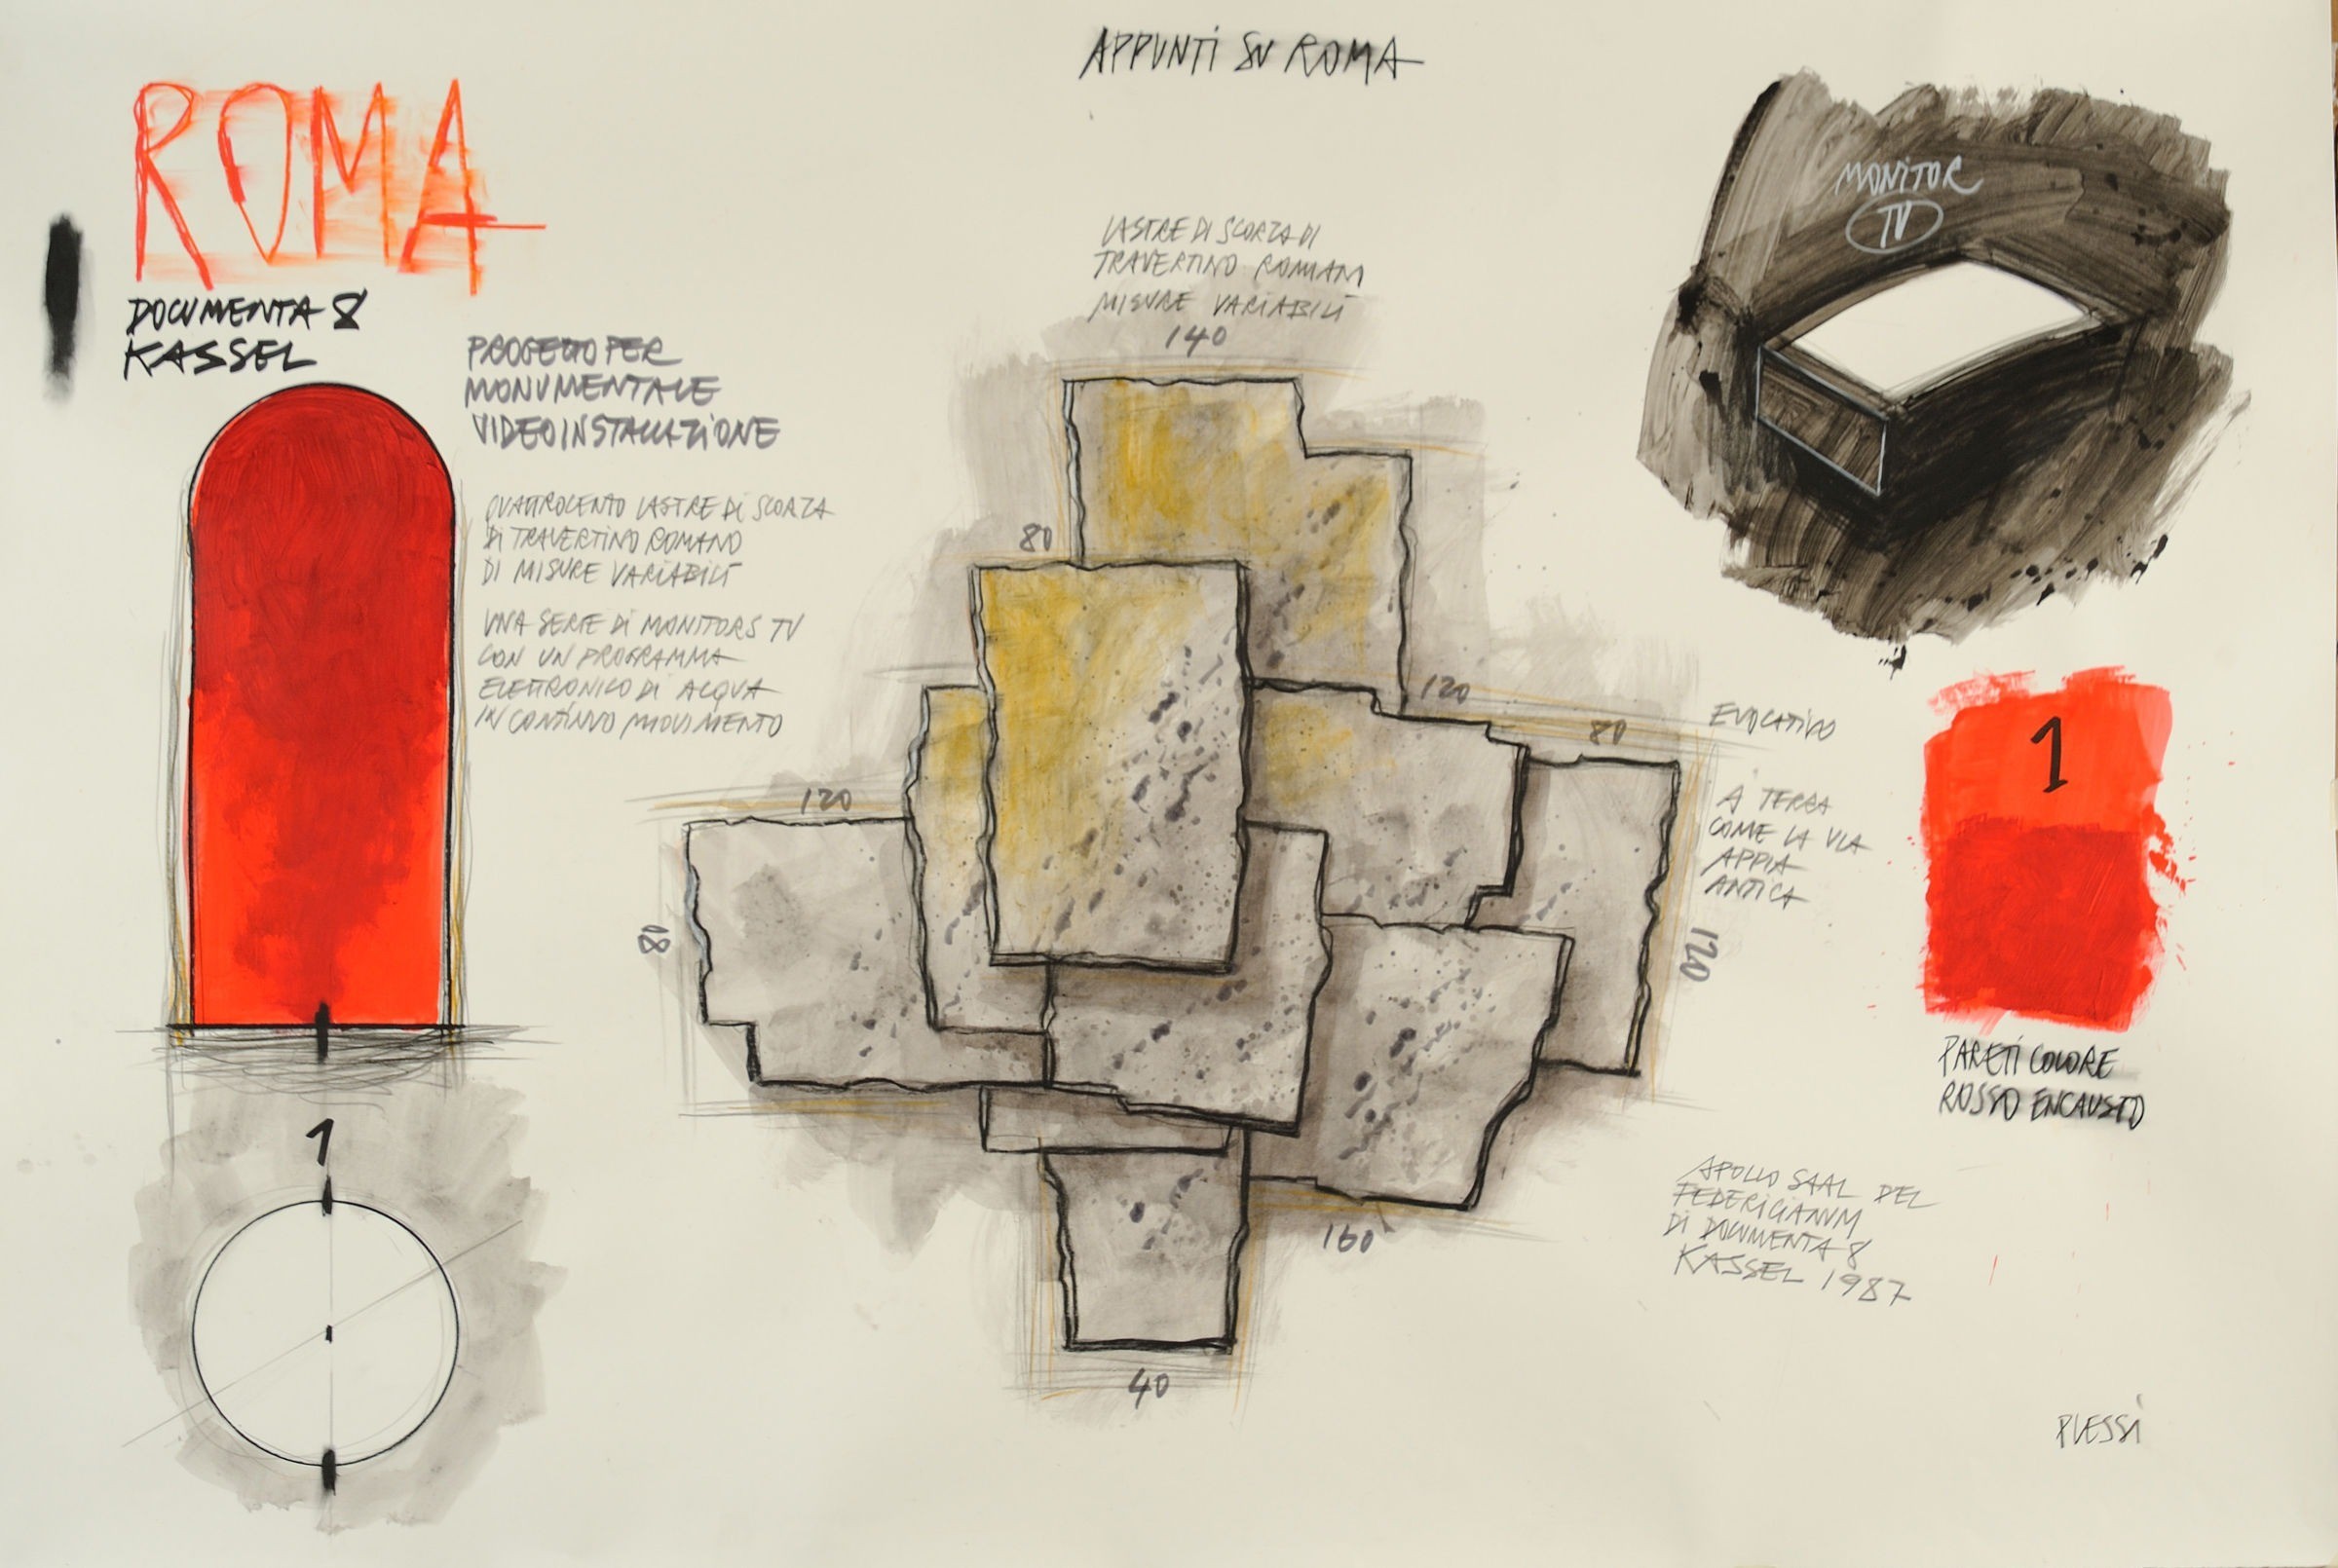 APPUNTI SU ROMA
ROMA
DOCUMENTA 8
KASSEL
PROGETTO PER
MONUMENTALE
VIDEOINSTALLAZIONE
QUATTROCENTO LASTRE DI SCORZA
DI TRAVERTINO ROMANO
DI MISURE VARIABILI
UNA SERIE DI MONITORS TV
CON UN PROGRAMMA
ELETTRONICO DI ACQUA
IN CONTINUO MOVIMENTO
1
LASTRE DI SCORZA DI
TRAVERTINO ROMANI
MISURE VARIABILI
140
80
120
80
120
80
120
160
40
MONITOR
TV
EVOCATIVO
A TERRA
COME LA VIA
APPIA
ANTICA
1
PARETI COLORE
ROSSO ENCAUSTO
APOLLO SAAL DEL
FEDERICIANUM
DI DOCUMENTA 8
KASSEL 1987
PLESSI